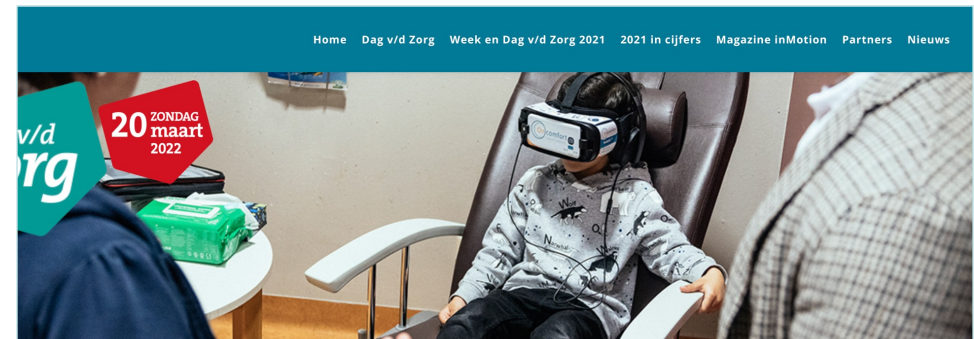 Home Dag v/d Zorg Week en Dag v/d Zorg 2021 2021 in cijfers Magazine inMotion Partners Nieuws
v/d
20 ZONDAG
maart
2022
comfort
Wolf